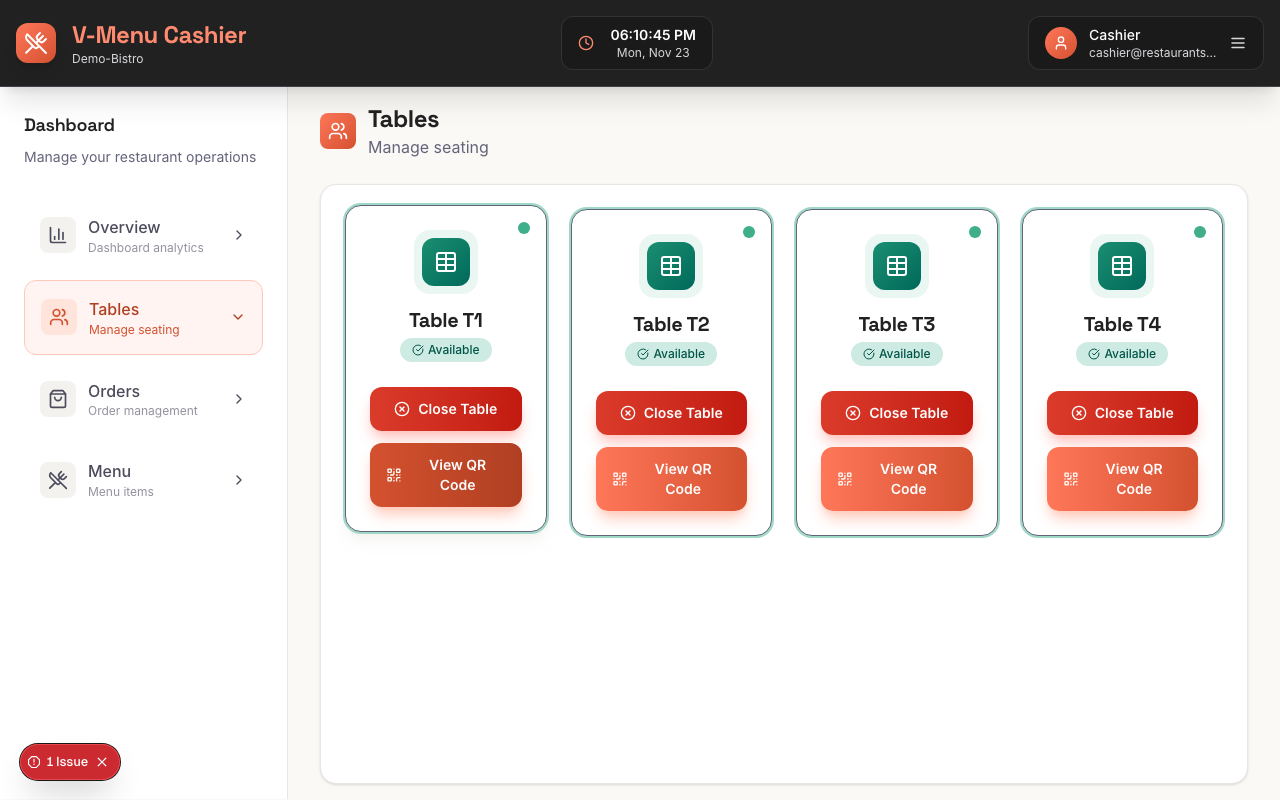 V-Menu Cashier
Demo-Bistro
06:10:45 PM
Mon, Nov 23
Cashier
cashier@restaurants...
Dashboard
Manage your restaurant operations
Overview
Dashboard analytics
Tables
Manage seating
Orders
Order management
Menu
Menu items
1 Issue
Tables
Manage seating
Table T1
Available
Close Table
View QR
Code
Table T2
Available
Close Table
View QR
Code
Table T3
Available
Close Table
View QR
Code
Table T4
Available
Close Table
View QR
Code